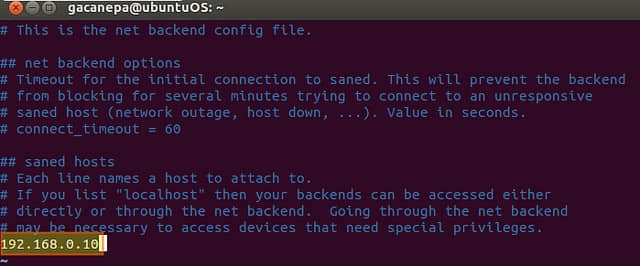 gacanepa@ubuntuOS: ~
# This is the net backend config file.
## net backend options
# Timeout for the initial connection to saned. This will prevent the backend
# from blocking for several minutes trying to connect to an unresponsive
# saned host (network outage, host down, ...). Value in seconds.
# connect_timeout = 60
## saned hosts
# Each line names a host to attach to.
# If you list "localhost" then your backends can be accessed either
# directly or through the net backend.  Going through the net backend
# may be necessary to access devices that need special privileges.
192.168.0.10
~